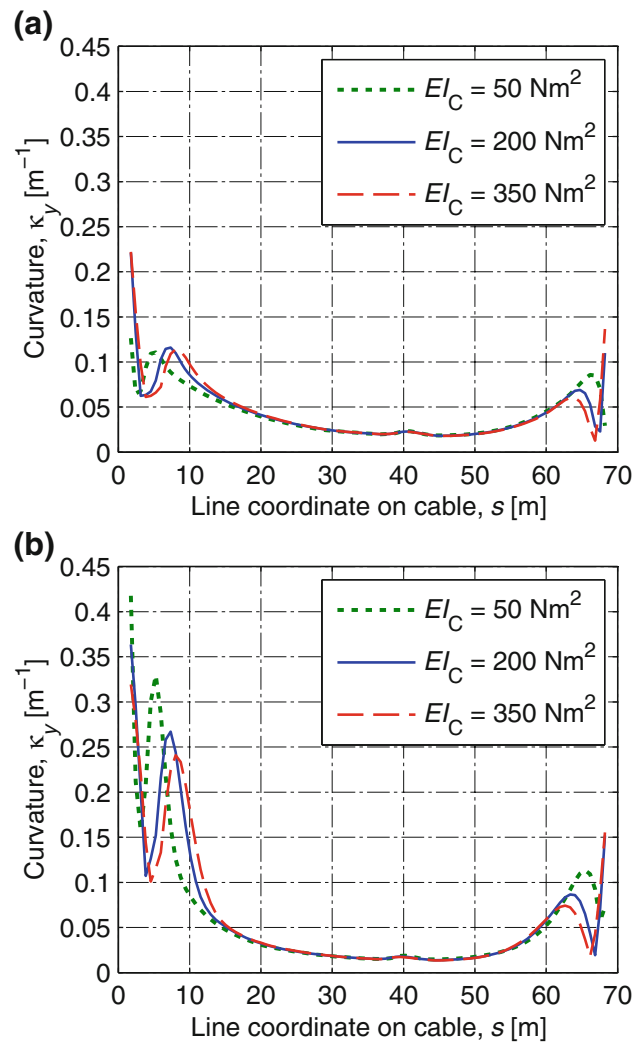 (a)
0.45
0.4
0.35
0.3
0.25
0.2
0.15
0.1
0.05
0
Curvature, κy [m−1]
EIC = 50 Nm2
EIC = 200 Nm2
EIC = 350 Nm2
0 10 20 30 40 50 60 70
Line coordinate on cable, s [m]
(b)
0.45
0.4
0.35
0.3
0.25
0.2
0.15
0.1
0.05
0
Curvature, κy [m−1]
EIC = 50 Nm2
EIC = 200 Nm2
EIC = 350 Nm2
0 10 20 30 40 50 60 70
Line coordinate on cable, s [m]